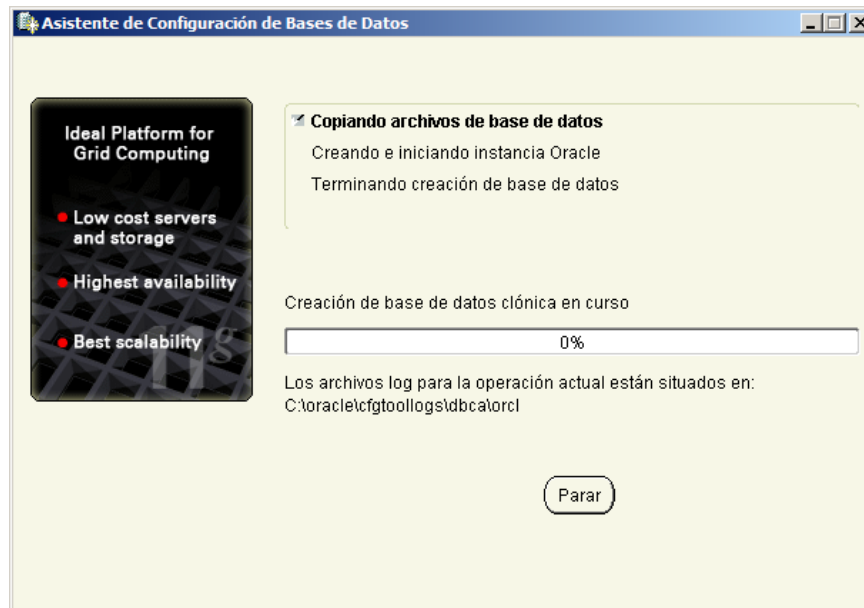 Asistente de Configuración de Bases de Datos
Ideal Platform for
Grid Computing
Low cost servers
and storage
Highest availability
Best scalability
11g
Copiando archivos de base de datos
Creando e iniciando instancia Oracle
Terminando creación de base de datos
Creación de base de datos clónica en curso
0%
Los archivos log para la operación actual están situados en:
C:\oracle\cfgtoollogs\dbca\orcl
Parar